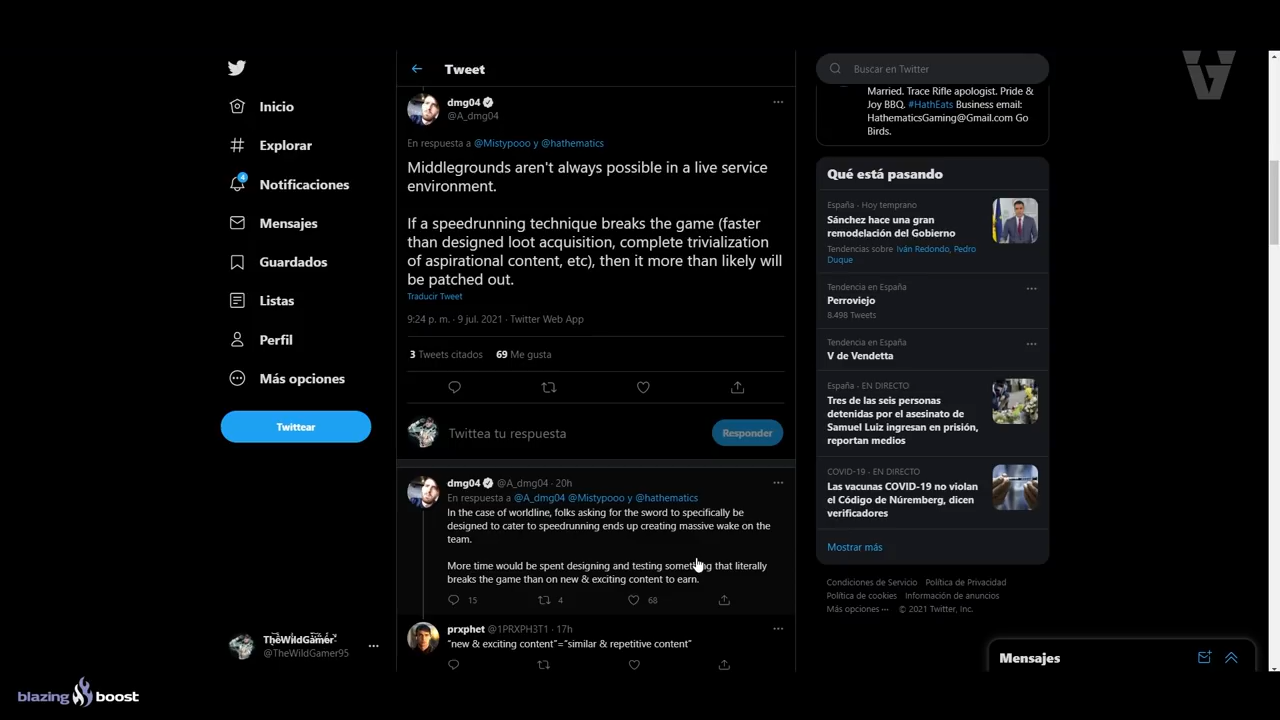 Inicio
Explorar
4
Notificaciones
Mensajes
Guardados
Listas
Perfil
Más opciones
Twittear
TheWildGamer
@TheWildGamer95
blazing boost
Tweet
dmg04
@A_dmg04
En respuesta a @Mistypooo y @hathematics
Middlegrounds aren't always possible in a live service
environment.
If a speedrunning technique breaks the game (faster
than designed loot acquisition, complete trivialization
of aspirational content, etc), then it more than likely will
be patched out.
Traducir Tweet
9:24 p. m. · 9 jul. 2021 · Twitter Web App
3 Tweets citados 69 Me gusta
Twittea tu respuesta
Responder
dmg04 @A_dmg04 · 20h
En respuesta a @A_dmg04 @Mistypooo y @hathematics
In the case of worldline, folks asking for the sword to specifically be
designed to cater to speedrunning ends up creating massive wake on the
team.
More time would be spent designing and testing something that literally
breaks the game than on new & exciting content to earn.
15 4 68
prxphet @1PRXPH3T1 · 17h
"new & exciting content"="similar & repetitive content"
Buscar en Twitter
Married. Trace Rifle apologist. Pride &
Joy BBQ. #HathEats Business email:
HathematicsGaming@Gmail.com Go
Birds.
Qué está pasando
España · Hoy temprano
Sánchez hace una gran
remodelación del Gobierno
Tendencias sobre Iván Redondo, Pedro
Duque
Tendencia en España
Perroviejo
8.498 Tweets
Tendencia en España
V de Vendetta
España · EN DIRECTO
Tres de las seis personas
detenidas por el asesinato de
Samuel Luiz ingresan en prisión,
reportan medios
COVID-19 · EN DIRECTO
Las vacunas COVID-19 no violan
el Código de Núremberg, dicen
verificadores
Mostrar más
Condiciones de Servicio Política de Privacidad
Política de cookies Información de anuncios
Más opciones ··· © 2021 Twitter, Inc.
Mensajes